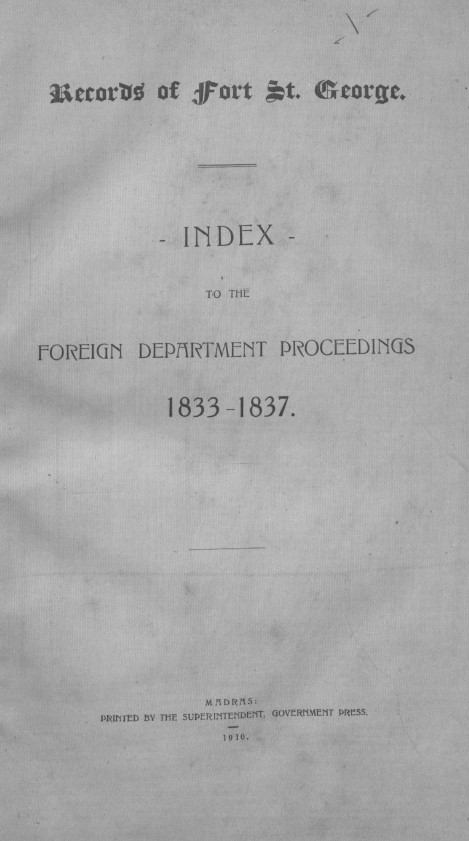 Records of Fort St. George.
- INDEX -
TO THE
FOREIGN DEPARTMENT PROCEEDINGS
1833-1837.
MADRAS:
PRINTED BY THE SUPERINTENDENT, GOVERNMENT PRESS.
1910.